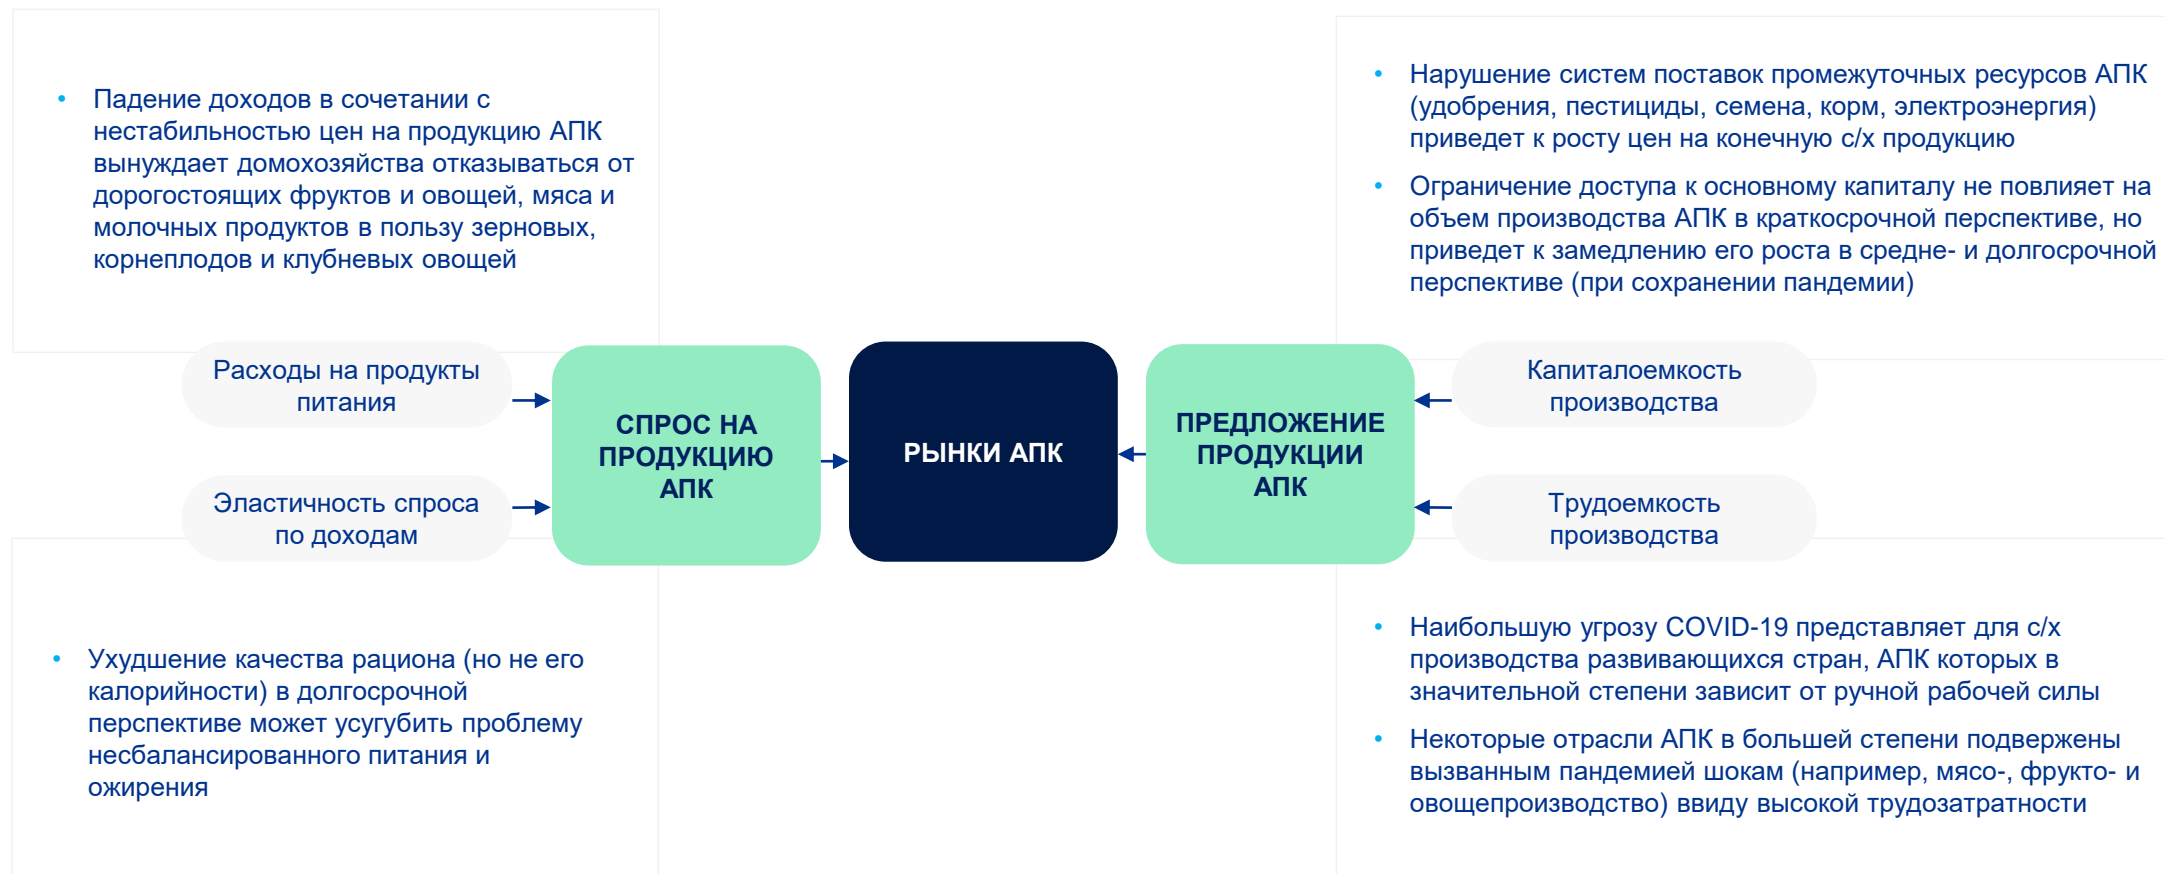 • Падение доходов в сочетании с
нестабильностью цен на продукцию АПК
вынуждает домохозяйства отказываться от
дорогостоящих фруктов и овощей, мяса и
молочных продуктов в пользу зерновых,
корнеплодов и клубневых овощей
• Нарушение систем поставок промежуточных ресурсов АПК
(удобрения, пестициды, семена, корм, электроэнергия)
приведет к росту цен на конечную с/х продукцию
• Ограничение доступа к основному капиталу не повлияет на
объем производства АПК в краткосрочной перспективе, но
приведет к замедлению его роста в средне- и долгосрочной
перспективе (при сохранении пандемии)
Расходы на продукты
питания
Эластичность спроса
по доходам
СПРОС НА
ПРОДУКЦИЮ
АПК
РЫНКИ АПК
ПРЕДЛОЖЕНИЕ
ПРОДУКЦИИ
АПК
Капиталоемкость
производства
Трудоемкость
производства
• Ухудшение качества рациона (но не его
калорийности) в долгосрочной
перспективе может усугубить проблему
несбалансированного питания и
ожирения
• Наибольшую угрозу COVID-19 представляет для с/х
производства развивающихся стран, АПК которых в
значительной степени зависит от ручной рабочей силы
• Некоторые отрасли АПК в большей степени подвержены
вызванным пандемией шокам (например, мясо-, фрукто- и
овощепроизводство) ввиду высокой трудозатратности